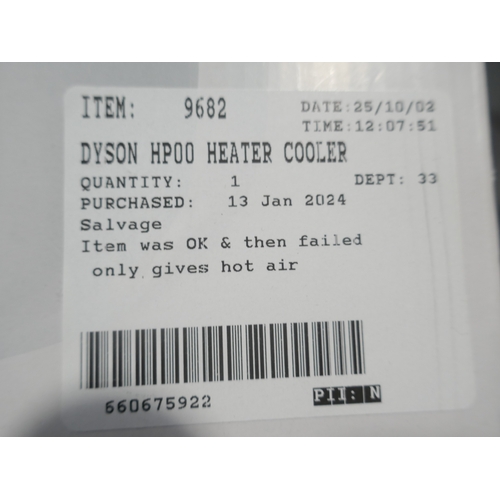 ITEM: 9682 DATE:25/10/02
TIME:12:07:51
DYSON HP00 HEATER COOLER
QUANTITY: 1 DEPT: 33
PURCHASED: 13 Jan 2024
Salvage
Item was OK & then failed
only gives hot air
660675922 PII: N